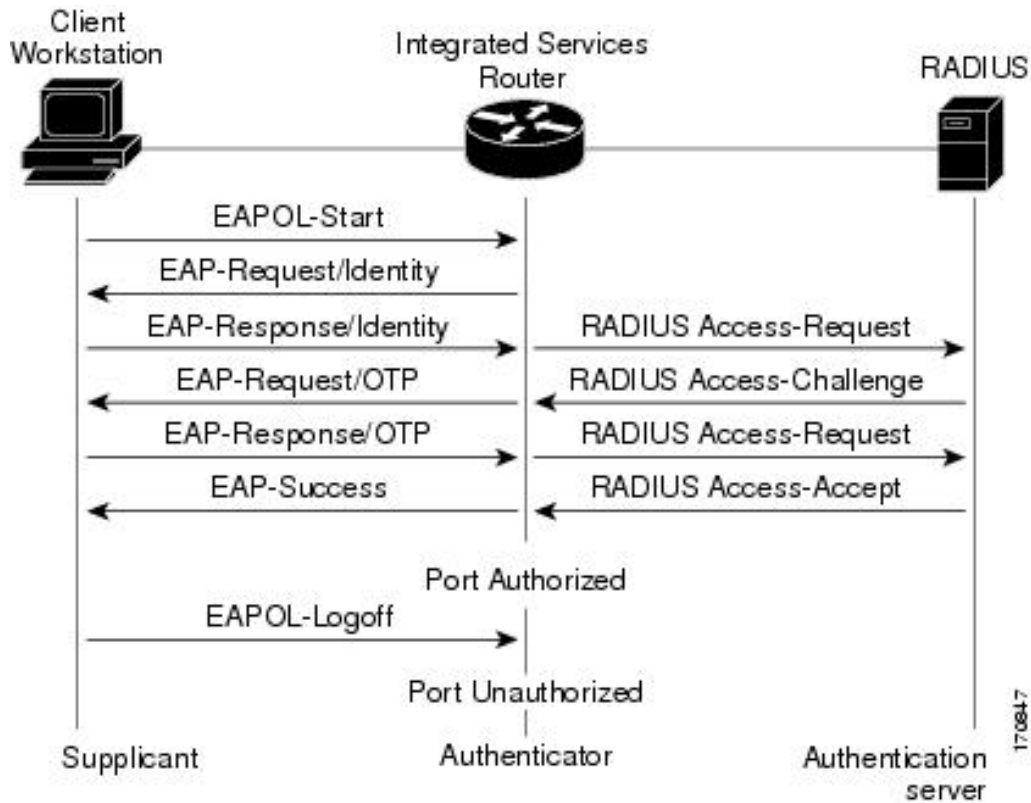 Client
Workstation
Integrated Services
Router
RADIUS
EAPOL-Start
EAP-Request/Identity
EAP-Response/Identity
RADIUS Access-Request
EAP-Request/OTP
RADIUS Access-Challenge
EAP-Response/OTP
RADIUS Access-Request
EAP-Success
RADIUS Access-Accept
Port Authorized
EAPOL-Logoff
Port Unauthorized
Supplicant
Authenticator
Authentication
server